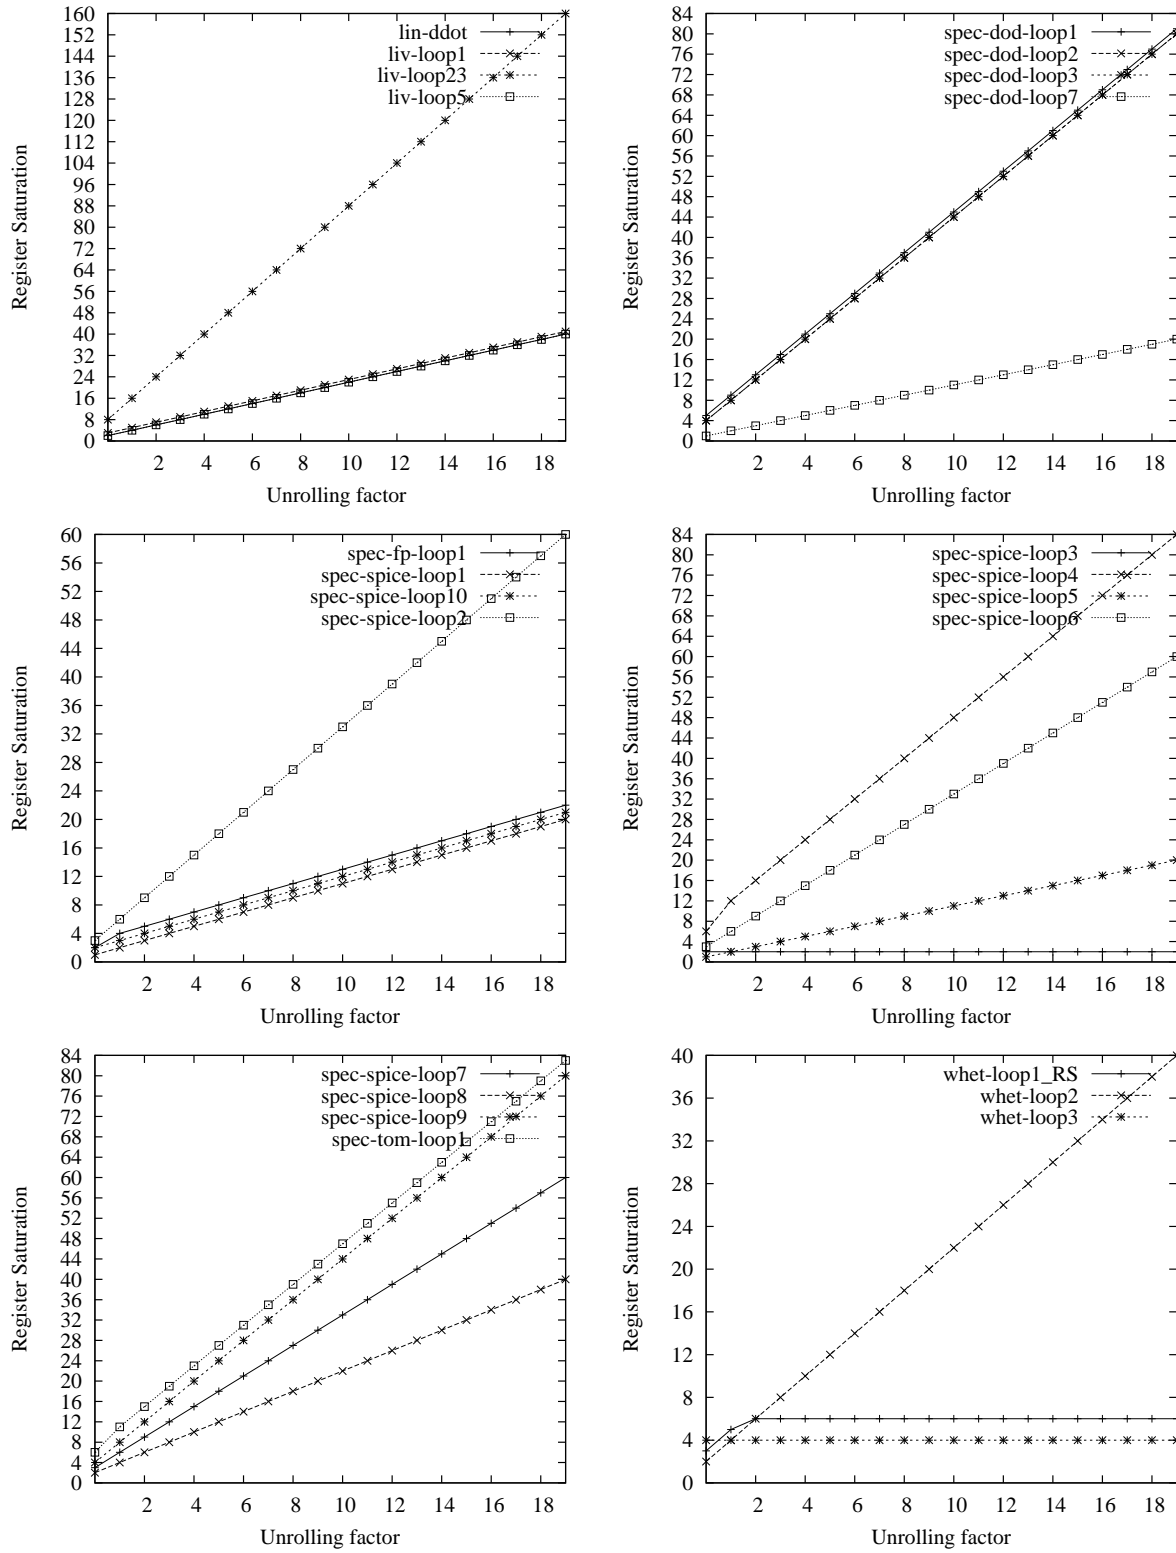 160
152
144
136
128
120
112
104
96
88
80
72
64
56
48
40
32
24
16
8
0
Register Saturation
lin-ddot
liv-loop1
liv-loop23
liv-loop5
2 4 6 8 10 12 14 16 18
Unrolling factor
84
80
76
72
68
64
60
56
52
48
44
40
36
32
28
24
20
16
12
8
4
0
Register Saturation
spec-dod-loop1
spec-dod-loop2
spec-dod-loop3
spec-dod-loop7
2 4 6 8 10 12 14 16 18
Unrolling factor
60
56
52
48
44
40
36
32
28
24
20
16
12
8
4
0
Register Saturation
spec-fp-loop1
spec-spice-loop1
spec-spice-loop10
spec-spice-loop2
2 4 6 8 10 12 14 16 18
Unrolling factor
84
80
76
72
68
64
60
56
52
48
44
40
36
32
28
24
20
16
12
8
4
0
Register Saturation
spec-spice-loop3
spec-spice-loop4
spec-spice-loop5
spec-spice-loop6
2 4 6 8 10 12 14 16 18
Unrolling factor
84
80
76
72
68
64
60
56
52
48
44
40
36
32
28
24
20
16
12
8
4
0
Register Saturation
spec-spice-loop7
spec-spice-loop8
spec-spice-loop9
spec-tom-loop1
2 4 6 8 10 12 14 16 18
Unrolling factor
40
36
32
28
24
20
16
12
8
4
0
Register Saturation
whet-loop1_RS
whet-loop2
whet-loop3
2 4 6 8 10 12 14 16 18
Unrolling factor